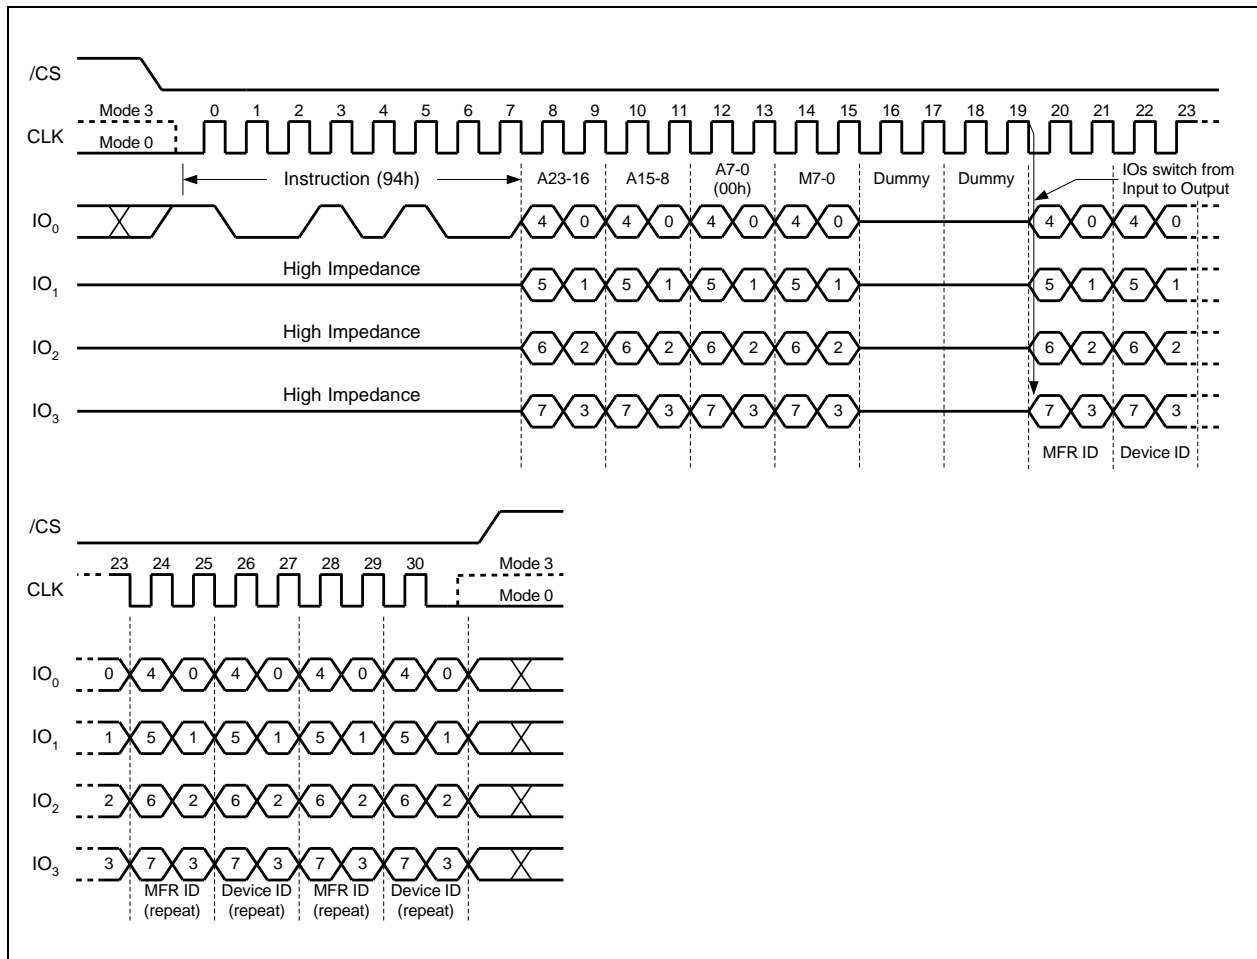 /CS
Mode 3 0 1 2 3 4 5 6 7 8 9 10 11 12 13 14 15 16 17 18 19 20 21 22 23
CLK Mode 0
Instruction (94h) A23-16 A15-8 A7-0 (00h) M7-0 Dummy Dummy IOs switch from Input to Output
IO0 4 0 4 0 4 0 4 0 4 0 4 0
High Impedance
IO1 5 1 5 1 5 1 5 1 5 1 5 1
High Impedance
IO2 6 2 6 2 6 2 6 2 6 2 6 2
High Impedance
IO3 7 3 7 3 7 3 7 3 7 3 7 3
MFR ID Device ID
/CS
23 24 25 26 27 28 29 30 Mode 3
CLK Mode 0
IO0 0 4 0 4 0 4 0 4 0
IO1 1 5 1 5 1 5 1 5 1
IO2 2 6 2 6 2 6 2 6 2
IO3 3 7 3 7 3 7 3 7 3
MFR ID Device ID MFR ID Device ID
(repeat) (repeat) (repeat) (repeat)